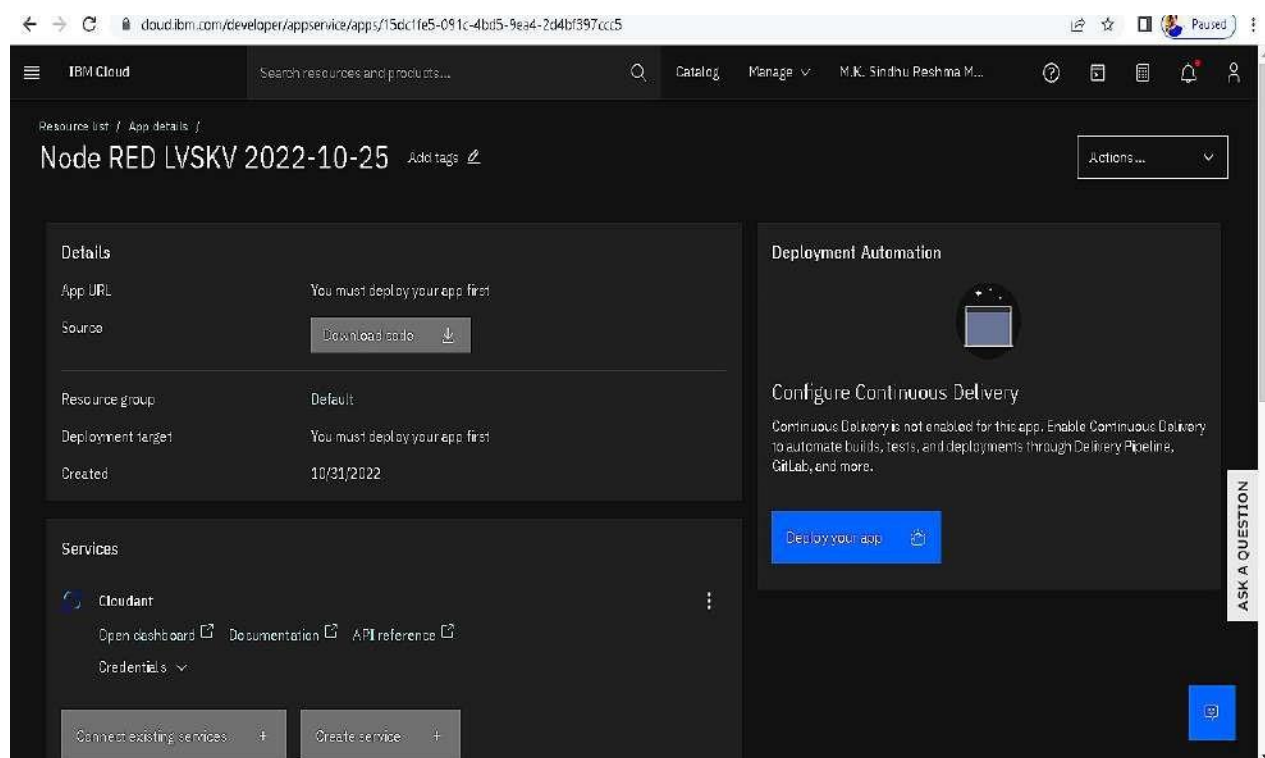 cloud.ibm.com/developer/appservice/apps/15dc1fe5-091c-4bd5-9ea4-2d4bf397ccc5
Paused
IBM Cloud
Search resources and products...
Catalog
Manage
M.K. Sindhu Reshma M...
Resource list / App details /
Node RED LVSKV 2022-10-25
Add tags
Actions...
Details
App URL
You must deploy your app first
Source
Download code
Resource group
Default
Deployment target
You must deploy your app first
Created
10/31/2022
Services
Cloudant
Open dashboard
Documentation
API reference
Credentials
Connect existing services +
Create service +
Deployment Automation
Configure Continuous Delivery
Continuous Delivery is not enabled for this app. Enable Continuous Delivery
to automate builds, tests, and deployments through Delivery Pipeline,
GitLab, and more.
Deploy your app
ASK A QUESTION